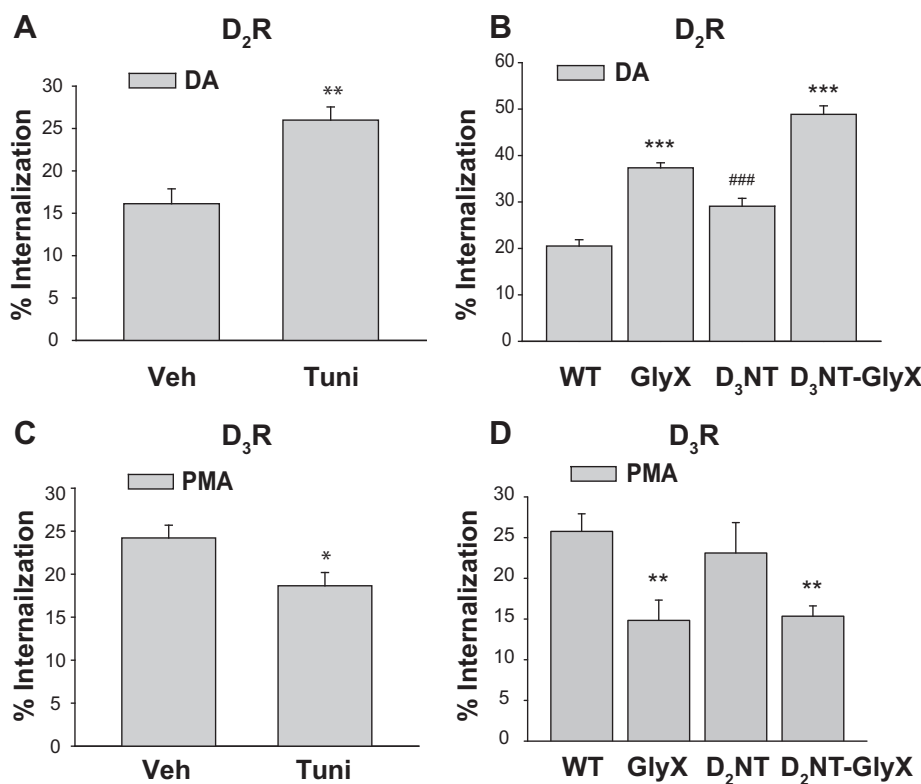 A
D₂R
DA
**
30
25
20
15
10
5
0
% Internalization
Veh Tuni
B
D₂R
DA
***
###
***
60
50
40
30
20
10
0
% Internalization
WT GlyX D₃NT D₃NT-GlyX
C
D₃R
PMA
*
30
25
20
15
10
5
0
% Internailzation
Veh Tuni
D
D₃R
PMA
**
**
30
25
20
15
10
5
0
% Internalization
WT GlyX D₂NT D₂NT-GlyX